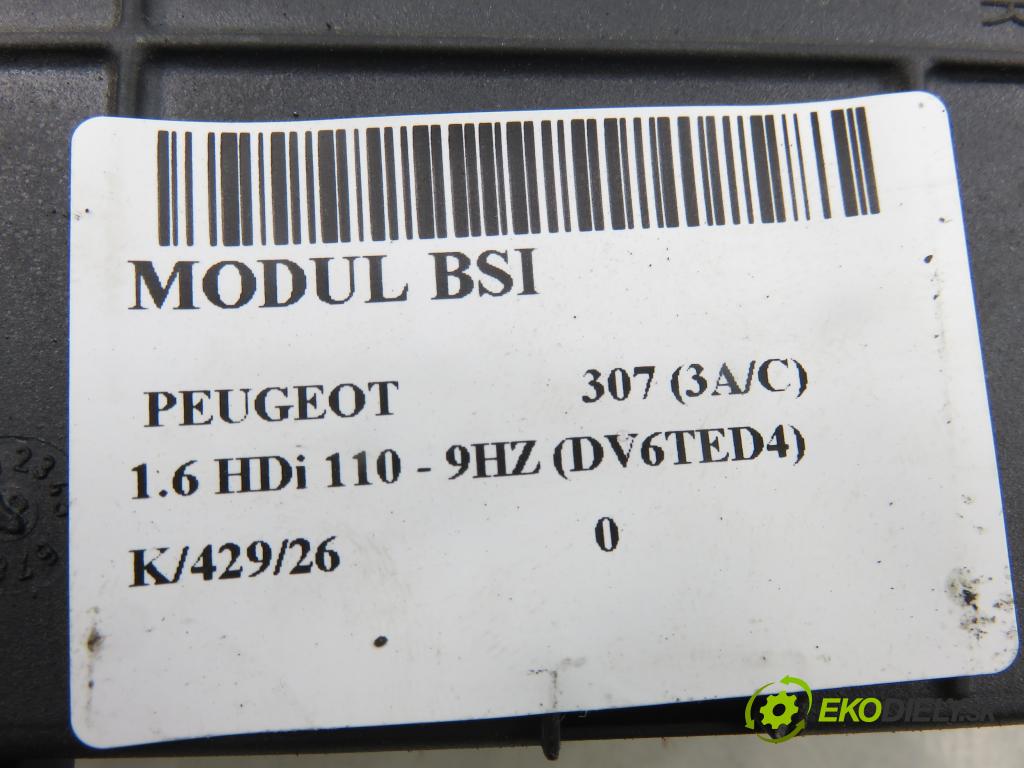 R
MODUL BSI
PEUGEOT 307 (3A/C)
1.6 HDi 110 - 9HZ (DV6TED4)
K/429/26 0
EKODIELY.SK